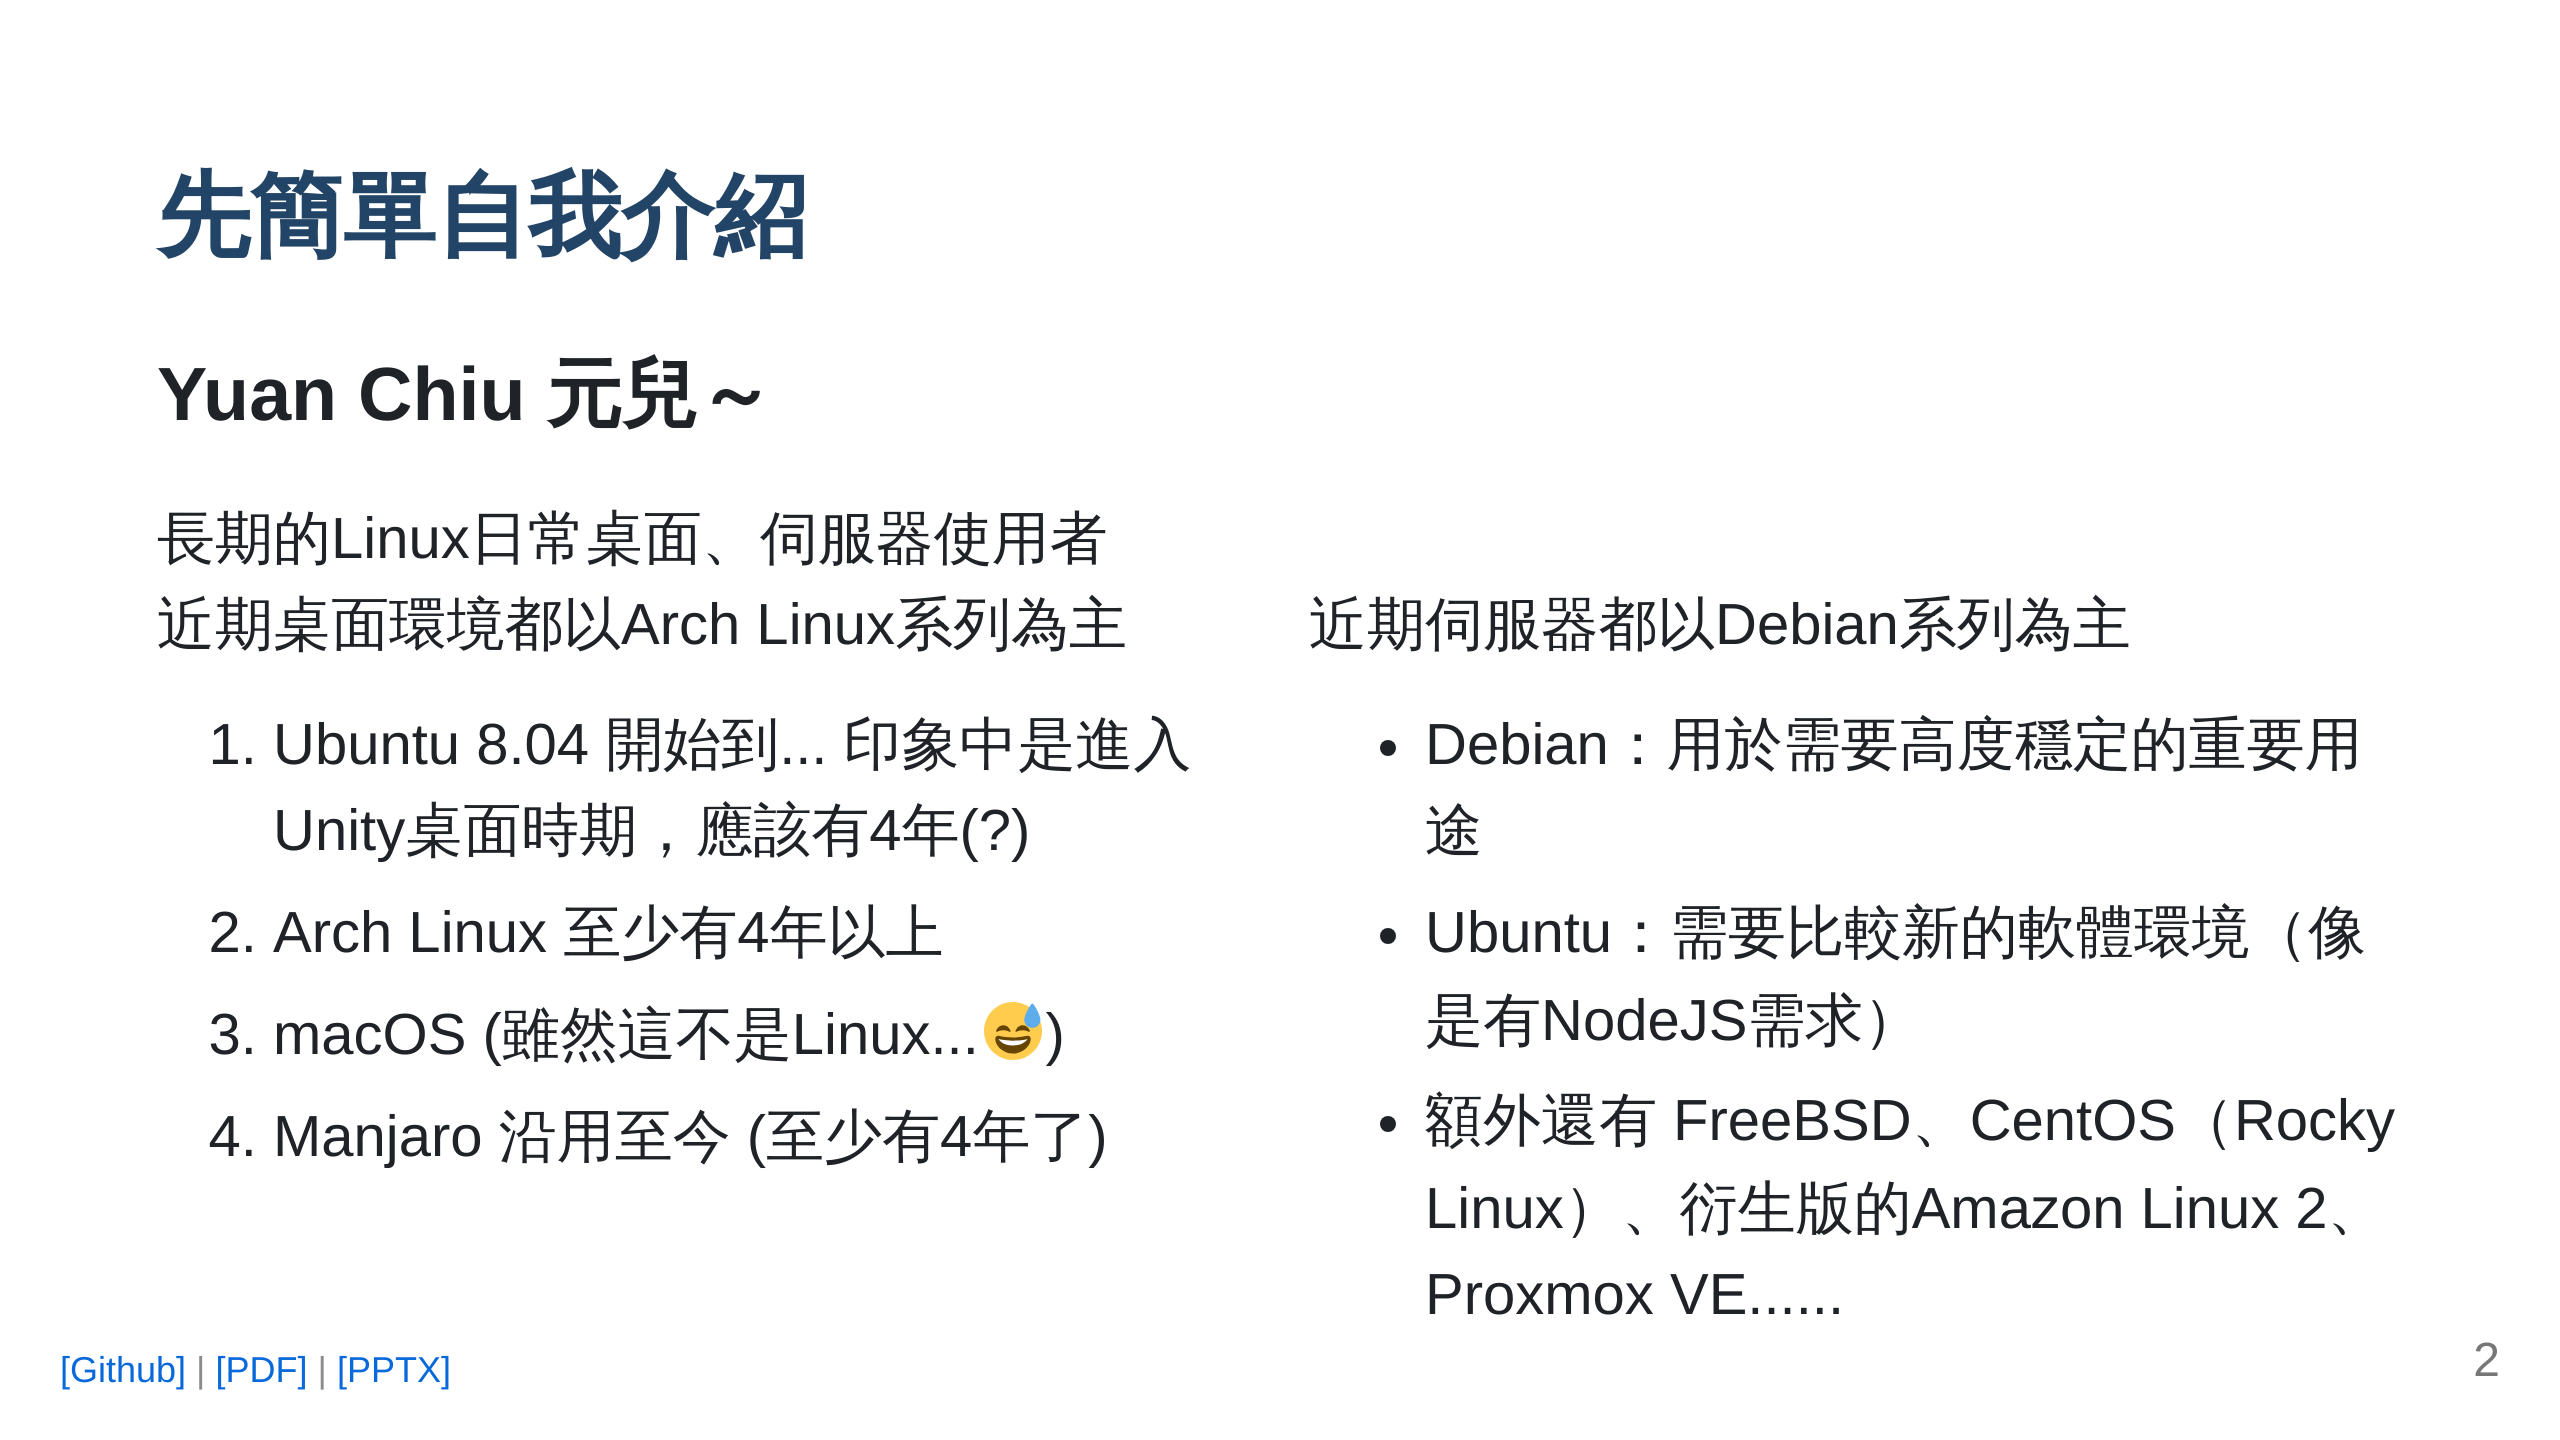 先簡單自我介紹
Yuan Chiu 元兒～
長期的Linux日常桌面、伺服器使用者
近期桌面環境都以Arch Linux系列為主
1. Ubuntu 8.04 開始到... 印象中是進入
Unity桌面時期，應該有4年(?)
2. Arch Linux 至少有4年以上
3. macOS (雖然這不是Linux...😅)
4. Manjaro 沿用至今 (至少有4年了)
近期伺服器都以Debian系列為主
• Debian：用於需要高度穩定的重要用
途
• Ubuntu：需要比較新的軟體環境（像
是有NodeJS需求）
• 額外還有 FreeBSD、CentOS（Rocky
Linux）、衍生版的Amazon Linux 2、
Proxmox VE......
[Github] | [PDF] | [PPTX]
2